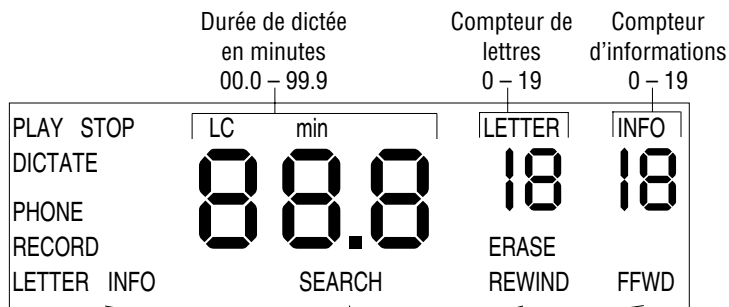 Durée de dictée en minutes 00.0 – 99.9
Compteur de lettres 0 – 19
Compteur d'informations 0 – 19
PLAY STOP LC min LETTER INFO
DICTATE 88.8 18 18
PHONE
RECORD ERASE
LETTER INFO SEARCH REWIND FFWD